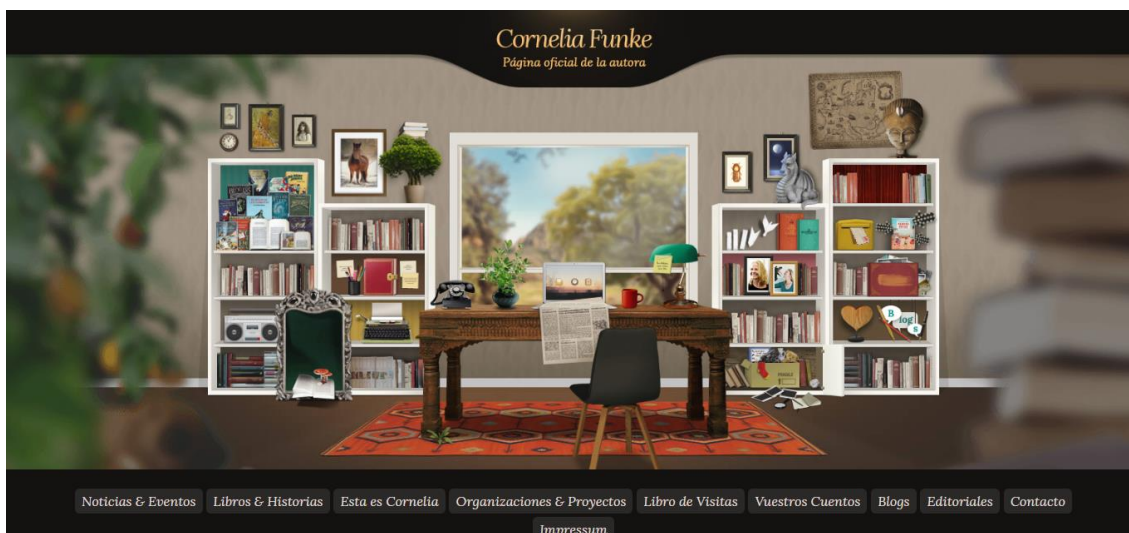 Cornelia Funke
Página oficial de la autora
B
log
s
Noticias & Eventos Libros & Historias Esta es Cornelia Organizaciones & Proyectos Libro de Visitas Vuestros Cuentos Blogs Editoriales Contacto
Impressum